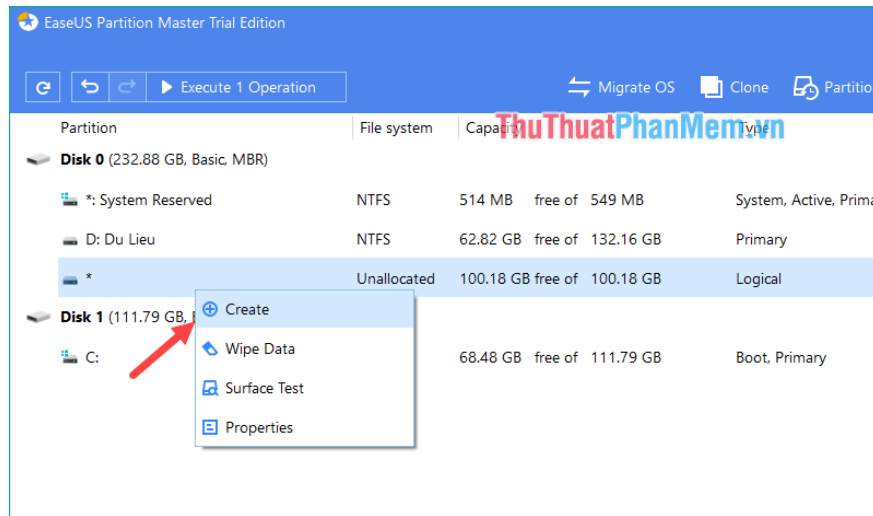 EaseUS Partition Master Trial Edition
Execute 1 Operation Migrate OS Clone Partitio
ThuThuatPhanMem.vn
Partition File system Capacity Type
Disk 0 (232.88 GB, Basic, MBR)
*: System Reserved NTFS 514 MB free of 549 MB System, Active, Prima
D: Du Lieu NTFS 62.82 GB free of 132.16 GB Primary
* Unallocated 100.18 GB free of 100.18 GB Logical
Create
Disk 1 (111.79 GB,
Wipe Data
C: 68.48 GB free of 111.79 GB Boot, Primary
Surface Test
Properties